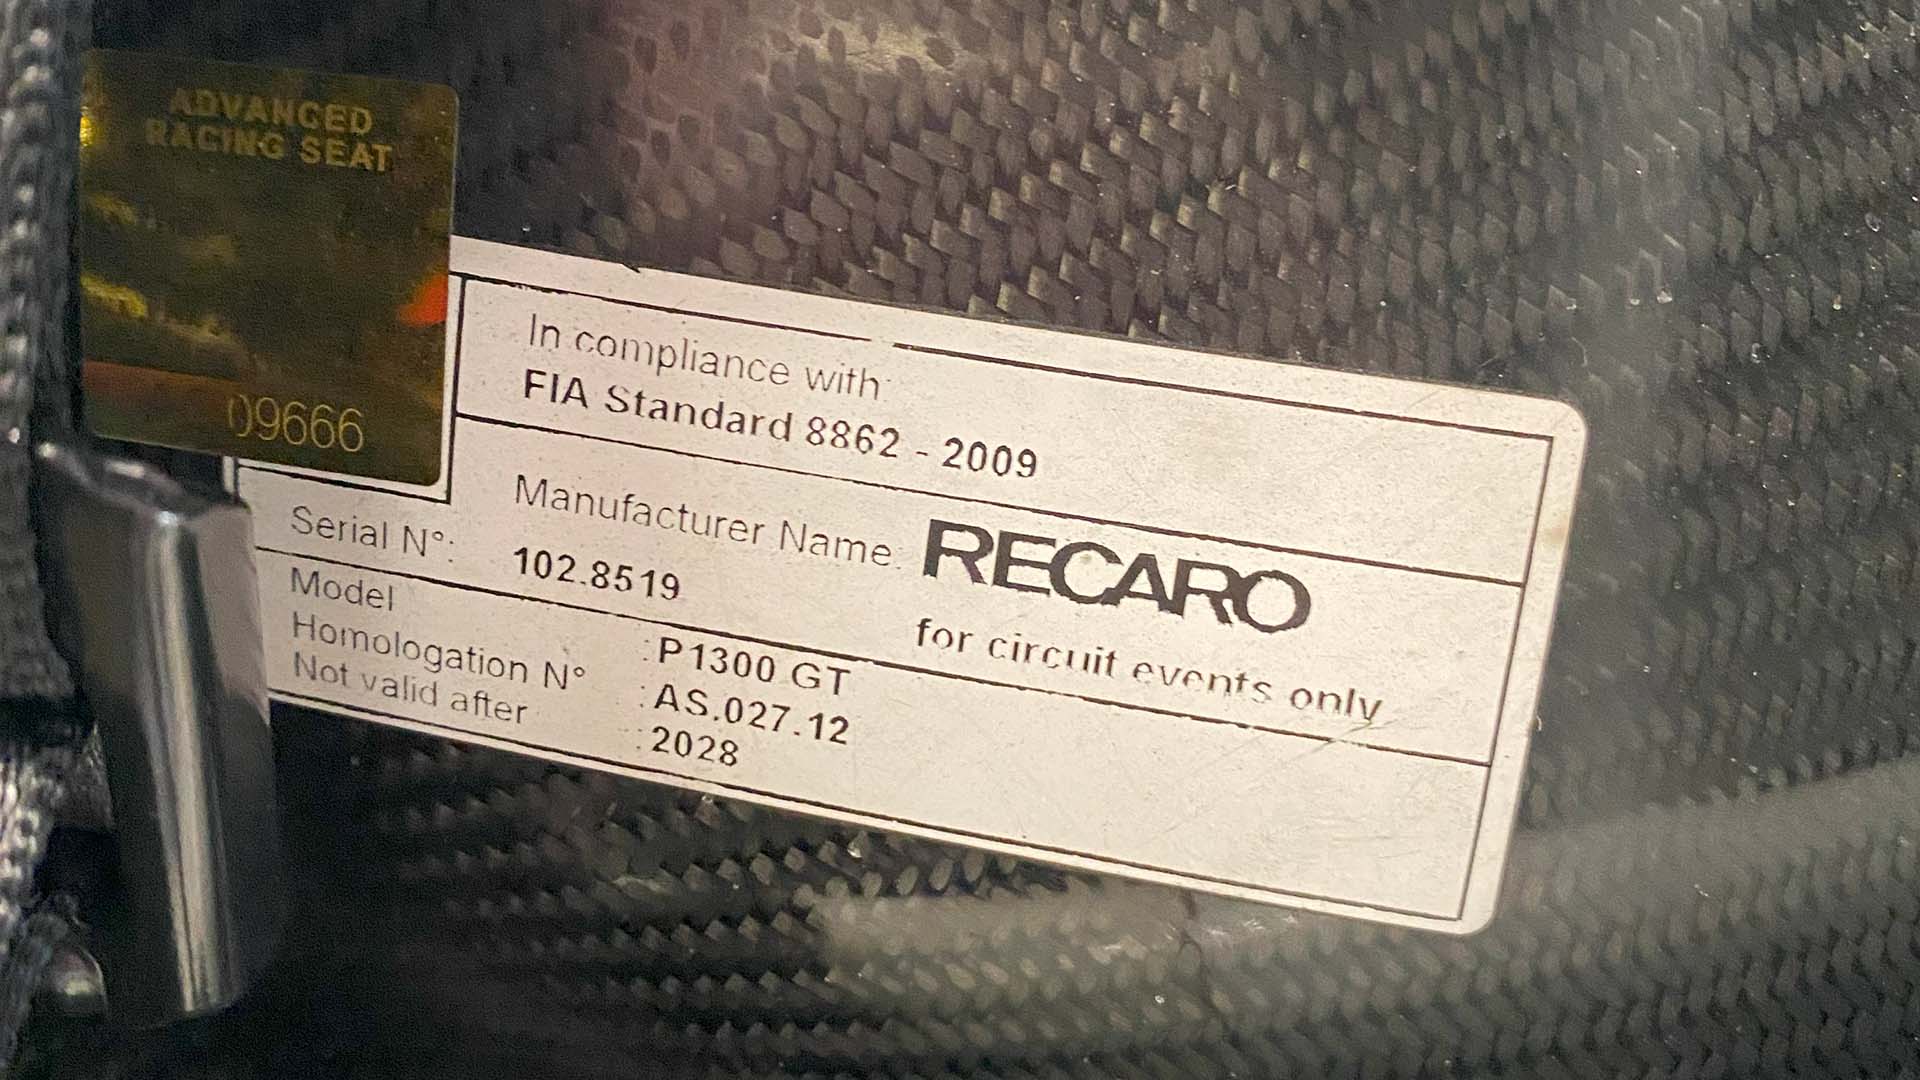 ADVANCED
RACING SEAT
09666
In compliance with:
FIA Standard 8862 - 2009
Manufacturer Name: RECARO
for circuit events only
Serial N°: 102.8519
Model : P1300 GT
Homologation N° : AS.027.12
Not valid after : 2028